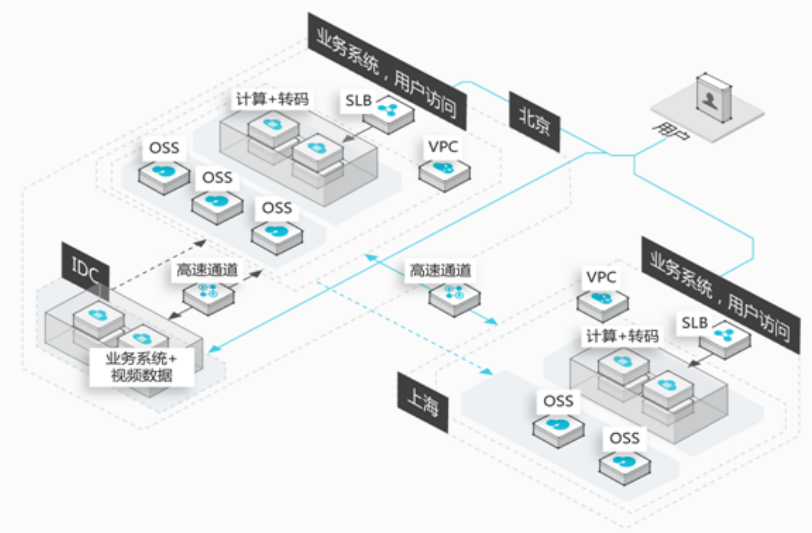 业务系统，用户访问
计算+转码
SLB
北京
用户
OSS
OSS
OSS
VPC
IDC
高速通道
高速通道
业务系统+
视频数据
VPC
业务系统，用户访问
计算+转码
SLB
上海
OSS
OSS